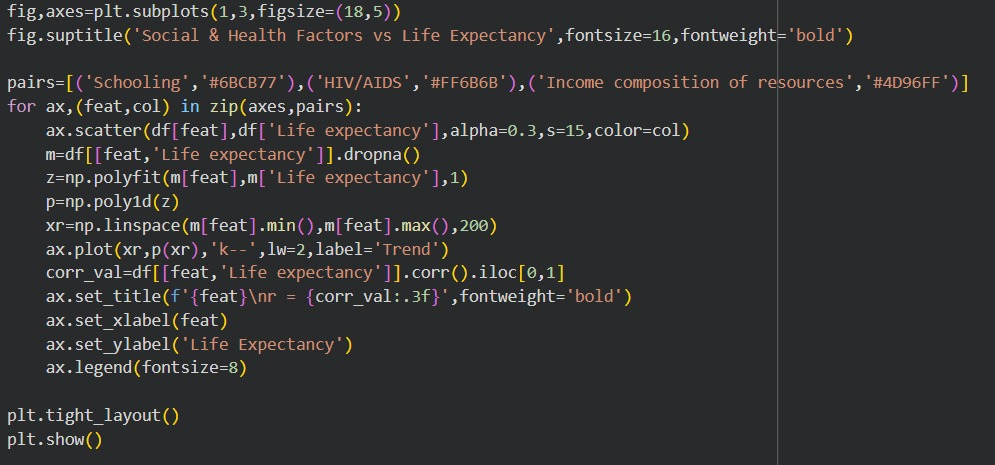 fig,axes=plt.subplots(1,3,figsize=(18,5))
fig.suptitle('Social & Health Factors vs Life Expectancy',fontsize=16,fontweight='bold')

pairs=[('Schooling','#6BCB77'),('HIV/AIDS','#FF6B6B'),('Income composition of resources','#4D96FF')]
for ax,(feat,col) in zip(axes,pairs):
    ax.scatter(df[feat],df['Life expectancy'],alpha=0.3,s=15,color=col)
    m=df[[feat,'Life expectancy']].dropna()
    z=np.polyfit(m[feat],m['Life expectancy'],1)
    p=np.poly1d(z)
    xr=np.linspace(m[feat].min(),m[feat].max(),200)
    ax.plot(xr,p(xr),'k--',lw=2,label='Trend')
    corr_val=df[[feat,'Life expectancy']].corr().iloc[0,1]
    ax.set_title(f'{feat}\nr = {corr_val:.3f}',fontweight='bold')
    ax.set_xlabel(feat)
    ax.set_ylabel('Life Expectancy')
    ax.legend(fontsize=8)

plt.tight_layout()
plt.show()